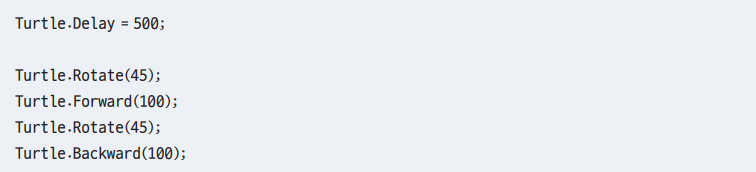 Turtle.Delay = 500;
Turtle.Rotate(45);
Turtle.Forward(100);
Turtle.Rotate(45);
Turtle.Backward(100);